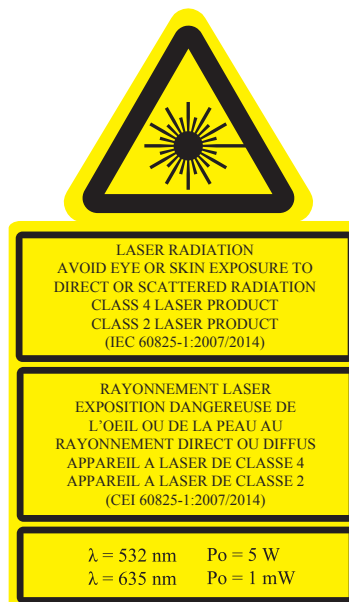 LASER RADIATION
AVOID EYE OR SKIN EXPOSURE TO
DIRECT OR SCATTERED RADIATION
CLASS 4 LASER PRODUCT
CLASS 2 LASER PRODUCT
(IEC 60825-1:2007/2014)
RAYONNEMENT LASER
EXPOSITION DANGEREUSE DE
L'OEIL OU DE LA PEAU AU
RAYONNEMENT DIRECT OU DIFFUS
APPAREIL A LASER DE CLASSE 4
APPAREIL A LASER DE CLASSE 2
(CEI 60825-1:2007/2014)
λ = 532 nm Po = 5 W
λ = 635 nm Po = 1 mW